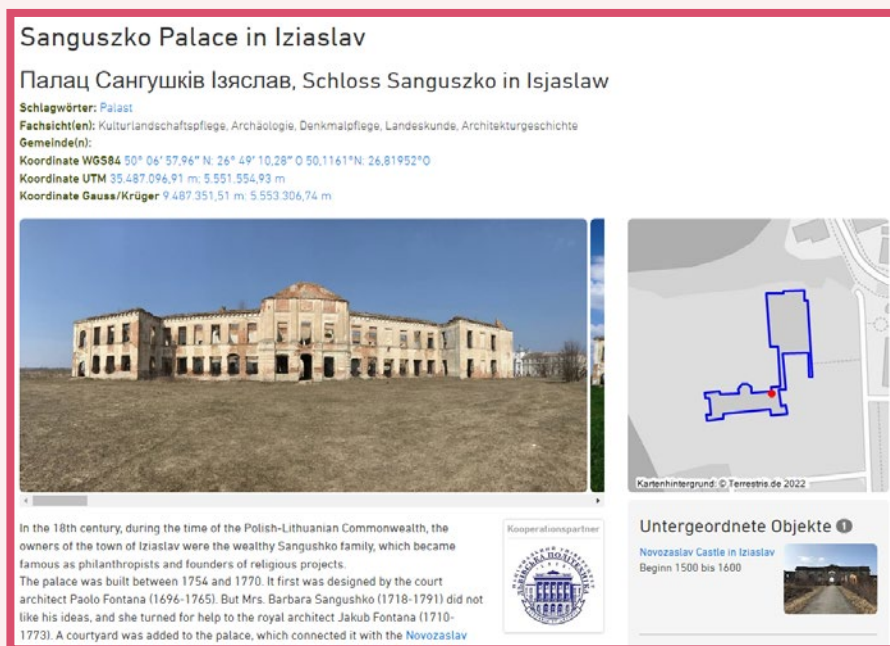 Sanguszko Palace in Iziaslav
Палац Сангушків Ізяслав, Schloss Sanguszko in Isjaslaw
Schlagwörter: Palast
Fachsicht(en): Kulturlandschaftspflege, Archäologie, Denkmalpflege, Landeskunde, Architekturgeschichte
Gemeinde(n):
Koordinate WGS84 50° 06′ 57,96″ N: 26° 49′ 10,28″ O 50,1161°N: 26,81952°O
Koordinate UTM 35.487.096,91 m: 5.551.554,93 m
Koordinate Gauss/Krüger 9.487.351,51 m: 5.553.306,74 m
Kartenhintergrund: © Terrestris.de 2022
In the 18th century, during the time of the Polish-Lithuanian Commonwealth, the
owners of the town of Iziaslav were the wealthy Sangushko family, which became
famous as philanthropists and founders of religious projects.
The palace was built between 1754 and 1770. It first was designed by the court
architect Paolo Fontana (1696-1765). But Mrs. Barbara Sangushko (1718-1791) did not
like his ideas, and she turned for help to the royal architect Jakub Fontana (1710-
1773). A courtyard was added to the palace, which connected it with the Novozaslav
Kooperationspartner
Untergeordnete Objekte 1
Novozaslav Castle in Iziaslav
Beginn 1500 bis 1600